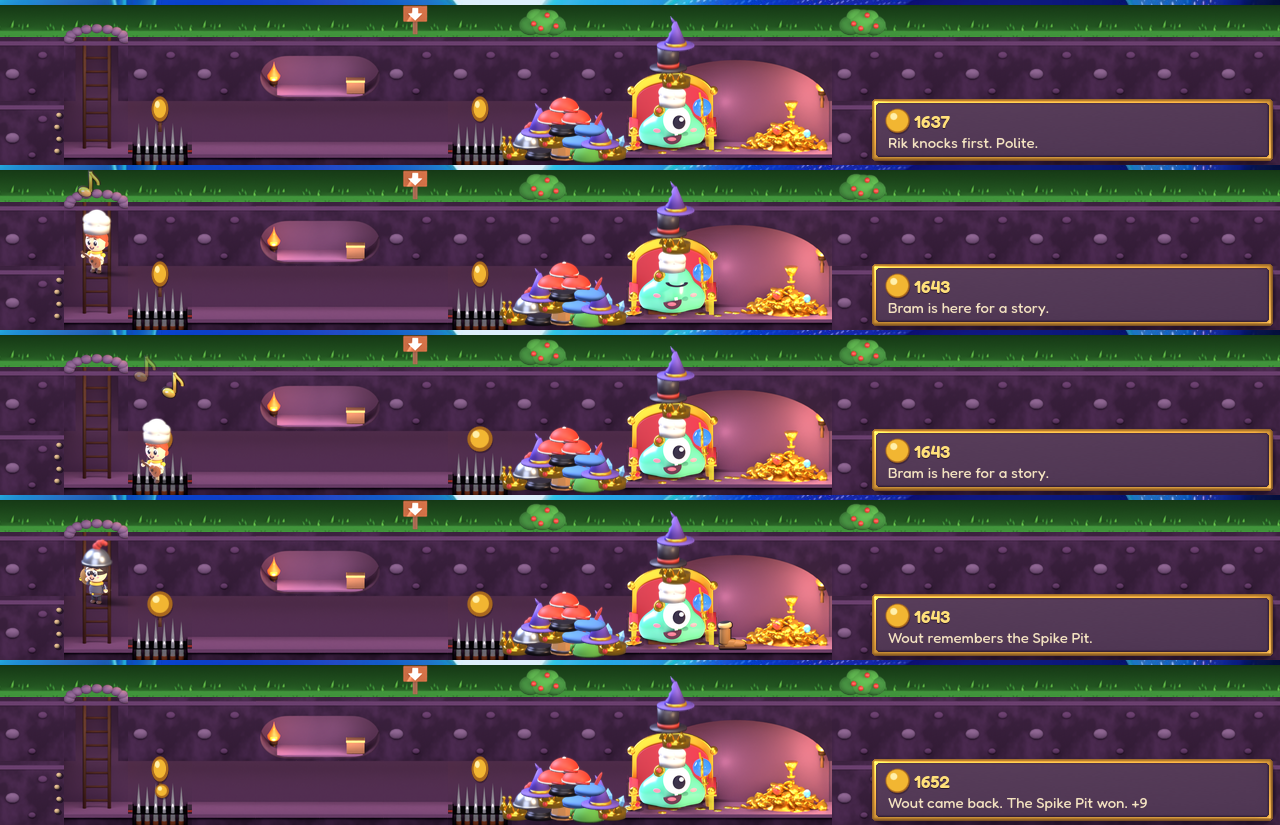 1637
Rik knocks first. Polite.
1643
Bram is here for a story.
1643
Bram is here for a story.
1643
Wout remembers the Spike Pit.
1652
Wout came back. The Spike Pit won. +9